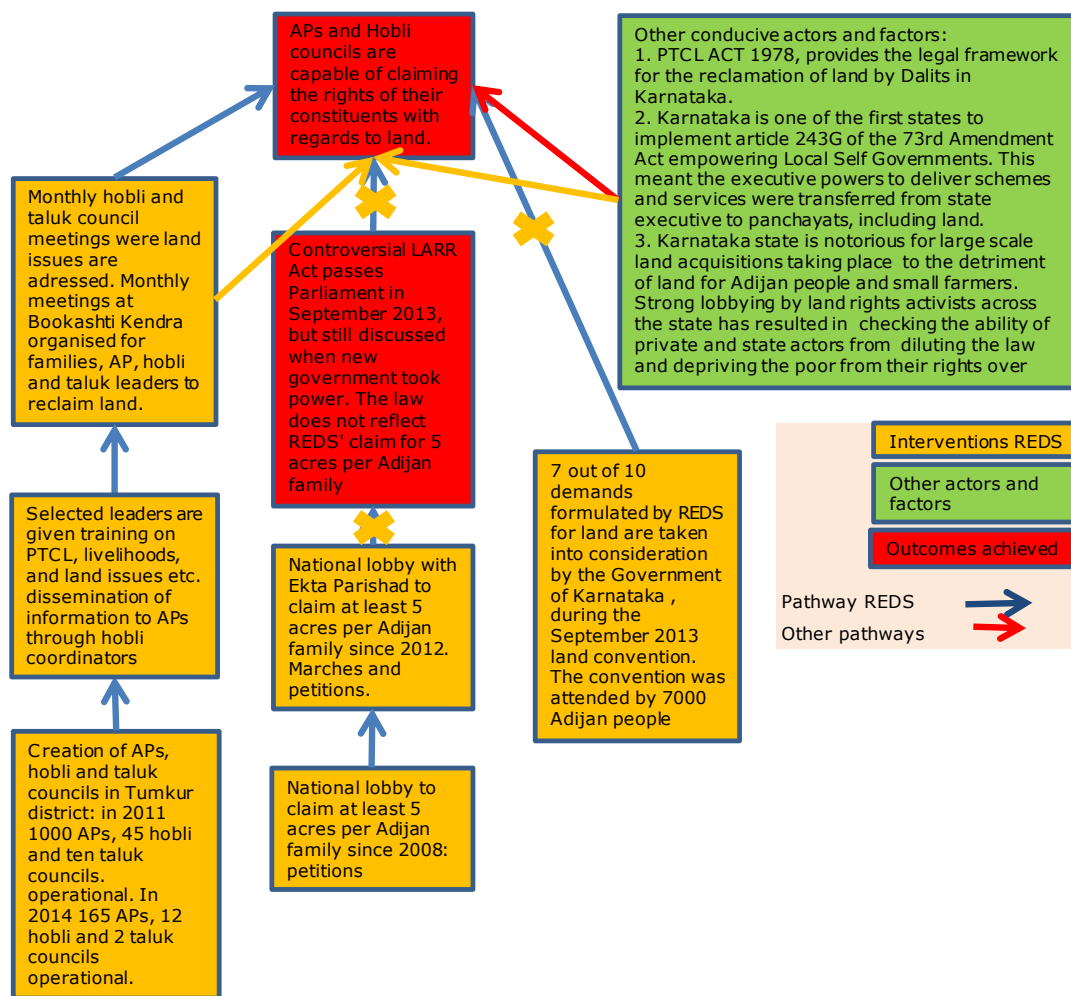 APs and Hobli
councils are
capable of claiming
the rights of their
constituents with
regards to land.
Other conducive actors and factors:
1. PTCL ACT 1978, provides the legal framework
for the reclamation of land by Dalits in
Karnataka.
2. Karnataka is one of the first states to
implement article 243G of the 73rd Amendment
Act empowering Local Self Governments. This
meant the executive powers to deliver schemes
and services were transferred from state
executive to panchayats, including land.
3. Karnataka state is notorious for large scale
land acquisitions taking place to the detriment
of land for Adijan people and small farmers.
Strong lobbying by land rights activists across
the state has resulted in checking the ability of
private and state actors from diluting the law
and depriving the poor from their rights over
Monthly hobli and
taluk council
meetings were land
issues are
adressed. Monthly
meetings at
Bookashti Kendra
organised for
families, AP, hobli
and taluk leaders to
reclaim land.
Controversial LARR
Act passes
Parliament in
September 2013,
but still discussed
when new
government took
power. The law
does not reflect
REDS' claim for 5
acres per Adijan
family
7 out of 10
demands
formulated by REDS
for land are taken
into consideration
by the Government
of Karnataka ,
during the
September 2013
land convention.
The convention was
attended by 7000
Adijan people
Interventions REDS
Other actors and
factors
Outcomes achieved
Pathway REDS
Other pathways
Selected leaders are
given training on
PTCL, livelihoods,
and land issues etc.
dissemination of
information to APs
through hobli
coordinators
National lobby with
Ekta Parishad to
claim at least 5
acres per Adijan
family since 2012.
Marches and
petitions.
Creation of APs,
hobli and taluk
councils in Tumkur
district: in 2011
1000 APs, 45 hobli
and ten taluk
councils.
operational. In
2014 165 APs, 12
hobli and 2 taluk
councils
operational.
National lobby to
claim at least 5
acres per Adijan
family since 2008:
petitions